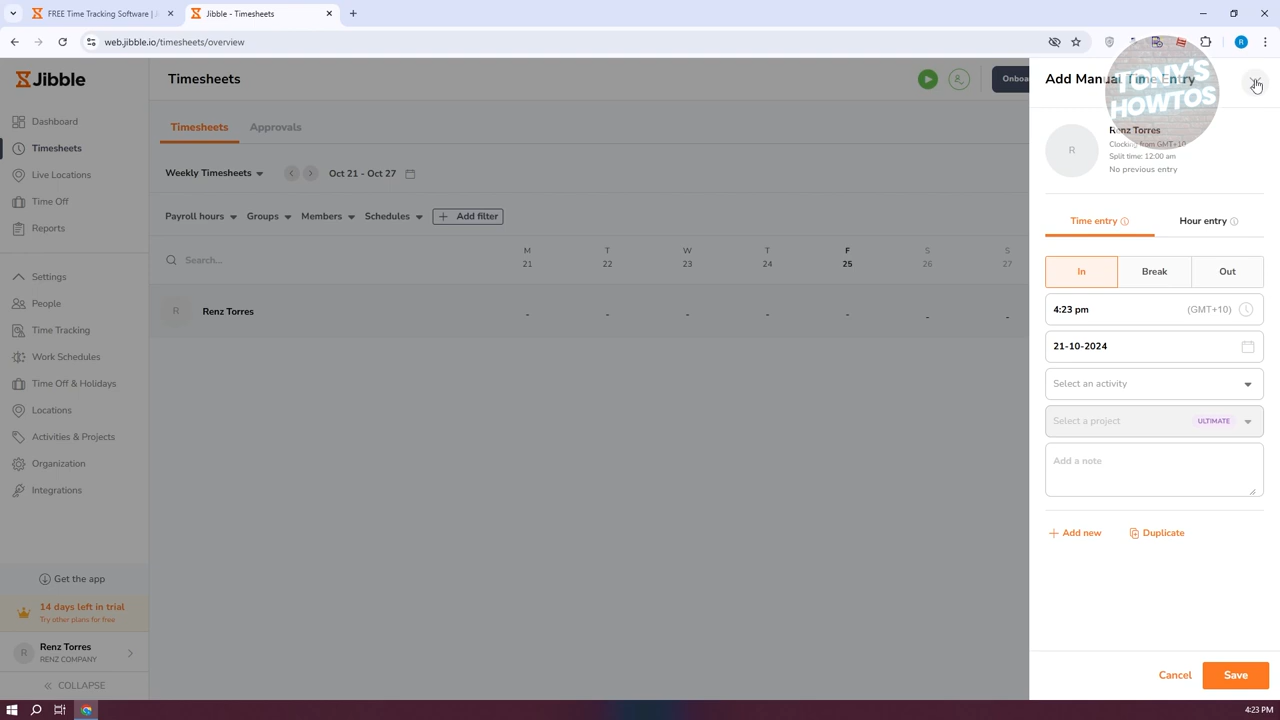 FREE Time Tracking Software | J
Jibble - Timesheets
web.jibble.io/timesheets/overview
R
Jibble
Dashboard
Timesheets
Live Locations
Time Off
Reports
Settings
People
Time Tracking
Work Schedules
Time Off & Holidays
Locations
Activities & Projects
Organization
Integrations
Get the app
14 days left in trial
Try other plans for free
R
Renz Torres
RENZ COMPANY
COLLAPSE
Timesheets
Onboa
Timesheets
Approvals
Weekly Timesheets
Oct 21 - Oct 27
Payroll hours
Groups
Members
Schedules
Add filter
Search...
M T W T F S S
21 22 23 24 25 26 27
R
Renz Torres
- - - - - - -
Add Manual Time Entry
TONY'S
HOWTOS
R
Renz Torres
Clocking from GMT+10
Split time: 12:00 am
No previous entry
Time entry
Hour entry
In
Break
Out
4:23 pm
(GMT+10)
21-10-2024
Select an activity
Select a project
ULTIMATE
Add a note
Add new
Duplicate
Cancel
Save
4:23 PM